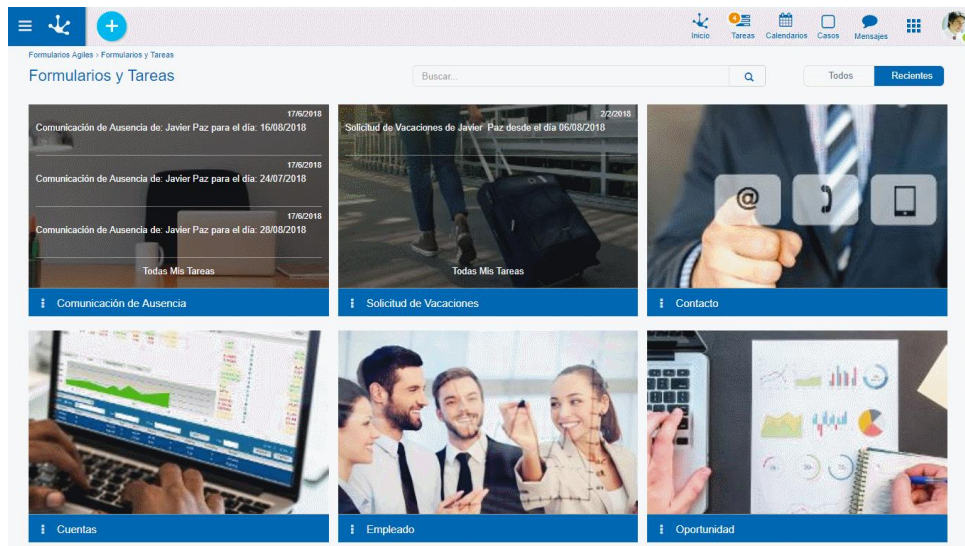 4
Inicio
Tareas
Calendarios
Casos
Mensajes
Formularios Agiles > Formularios y Tareas
Formularios y Tareas
Buscar...
Todos
Recientes
17/6/2018
Comunicación de Ausencia de: Javier Paz para el día: 16/08/2018
17/6/2018
Comunicación de Ausencia de: Javier Paz para el día: 24/07/2018
17/6/2018
Comunicación de Ausencia de: Javier Paz para el día: 28/08/2018
Todas Mis Tareas
Comunicación de Ausencia
2/2/2018
Solicitud de Vacaciones de Javier Paz desde el día 06/08/2018
Todas Mis Tareas
Solicitud de Vacaciones
@
Contacto
Cuentas
Empleado
Oportunidad